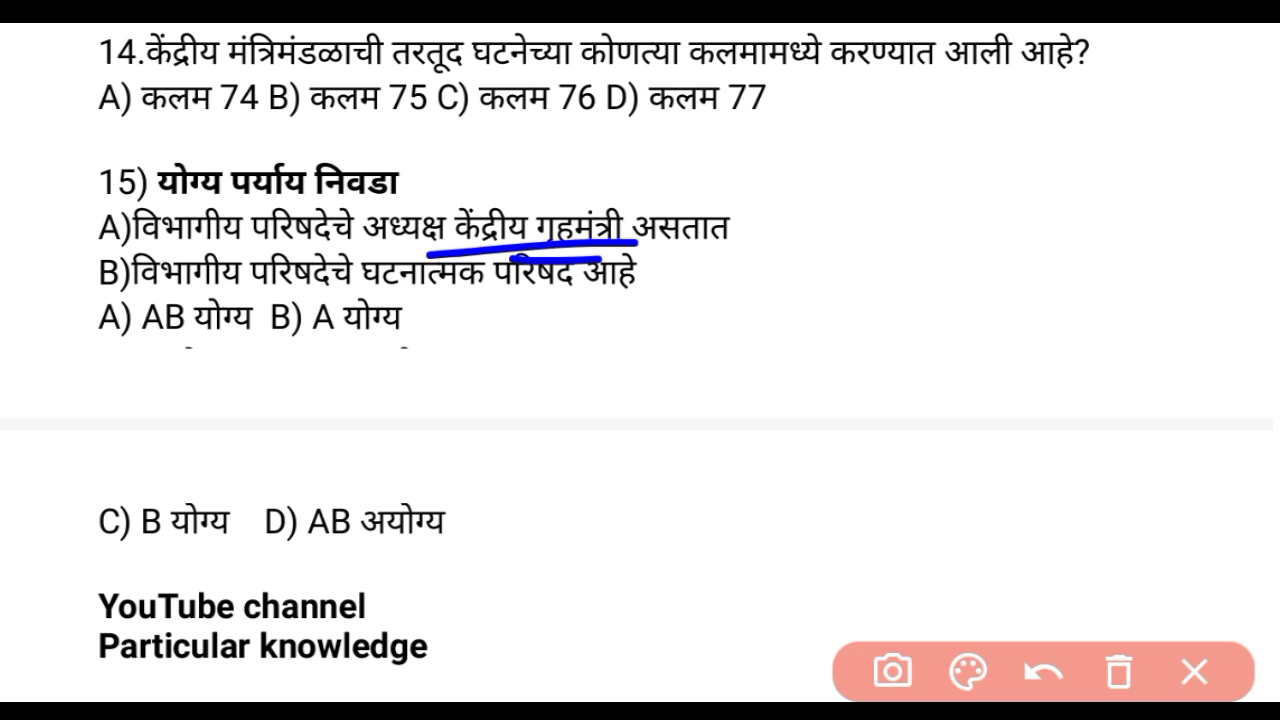 14.केंद्रीय मंत्रिमंडळाची तरतूद घटनेच्या कोणत्या कलमामध्ये करण्यात आली आहे?
A) कलम 74 B) कलम 75 C) कलम 76 D) कलम 77
15) योग्य पर्याय निवडा
A)विभागीय परिषदेचे अध्यक्ष केंद्रीय गृहमंत्री असतात
B)विभागीय परिषदेचे घटनात्मक परिषद आहे
A) AB योग्य B) A योग्य
C) B योग्य D) AB अयोग्य
YouTube channel
Particular knowledge